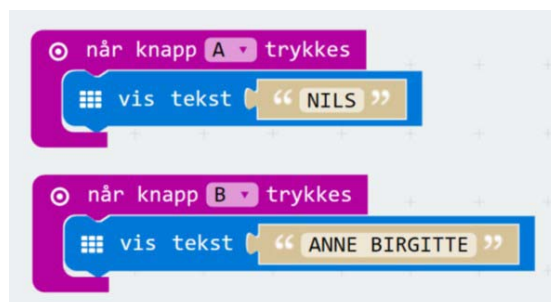 når knapp A trykkes
vis tekst “ NILS ”
når knapp B trykkes
vis tekst “ ANNE BIRGITTE ”